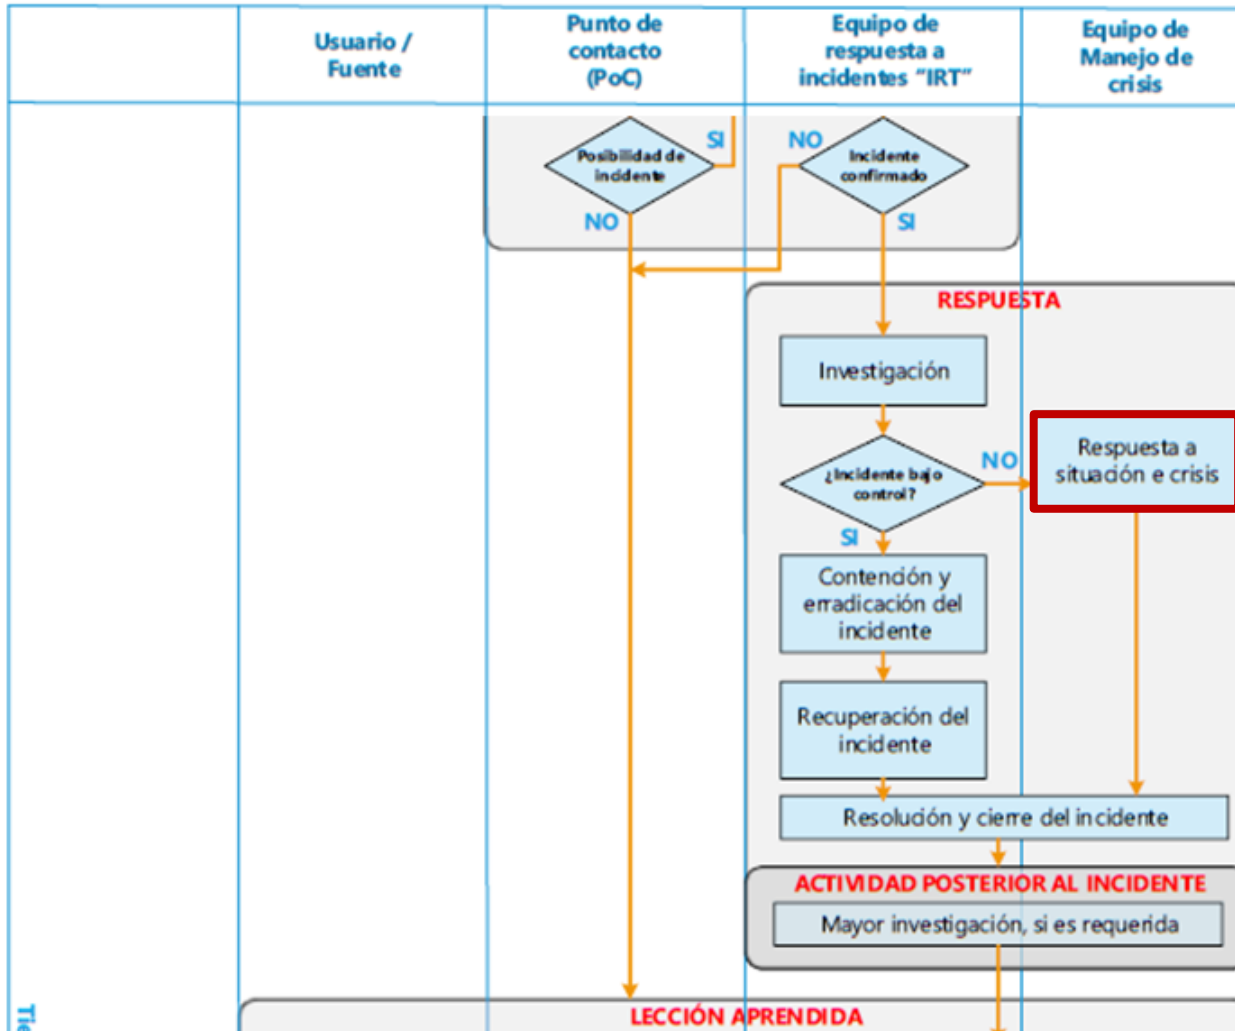 Usuario /
Fuente
Punto de
contacto
(PoC)
Equipo de
respuesta a
incidentes “IRT”
Equipo de
Manejo de
crisis
Posibilidad de
incidente
SI
NO
NO
Incidente
confirmado
SI
RESPUESTA
Investigación
¿Incidente bajo
control?
NO
SI
Respuesta a
situación e crisis
Contención y
erradicación del
incidente
Recuperación del
incidente
Resolución y cierre del incidente
ACTIVIDAD POSTERIOR AL INCIDENTE
Mayor investigación, si es requerida
LECCIÓN APRENDIDA